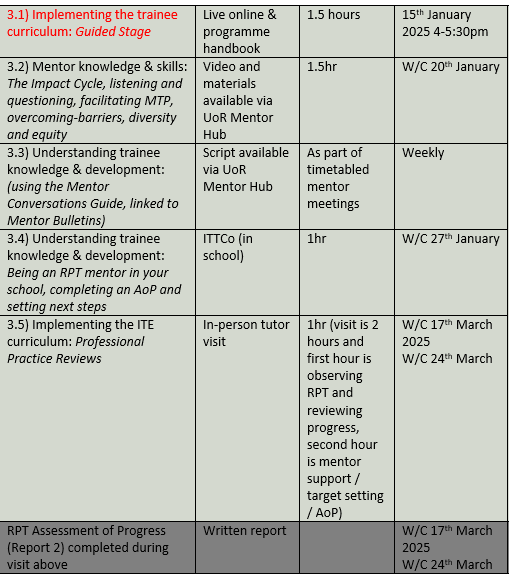 3.1) Implementing the trainee
curriculum: Guided Stage
Live online &
programme
handbook
1.5 hours
15th January
2025 4-5:30pm
3.2) Mentor knowledge & skills:
The Impact Cycle, listening and
questioning, facilitating MTP,
overcoming-barriers, diversity
and equity
Video and
materials
available via
UoR Mentor
Hub
1.5hr
W/C 20th January
3.3) Understanding trainee
knowledge & development:
(using the Mentor
Conversations Guide, linked to
Mentor Bulletins)
Script available
via UoR
Mentor Hub
As part of
timetabled
mentor
meetings
Weekly
3.4) Understanding trainee
knowledge & development:
Being an RPT mentor in your
school, completing an AoP and
setting next steps
ITTCo (in
school)
1hr
W/C 27th January
3.5) Implementing the ITE
curriculum: Professional
Practice Reviews
In-person tutor
visit
1hr (visit is 2
hours and
first hour is
observing
RPT and
reviewing
progress,
second hour
is mentor
support /
target setting
/ AoP)
W/C 17th March
2025
W/C 24th March
RPT Assessment of Progress
(Report 2) completed during
visit above
Written report
W/C 17th March
2025
W/C 24th March